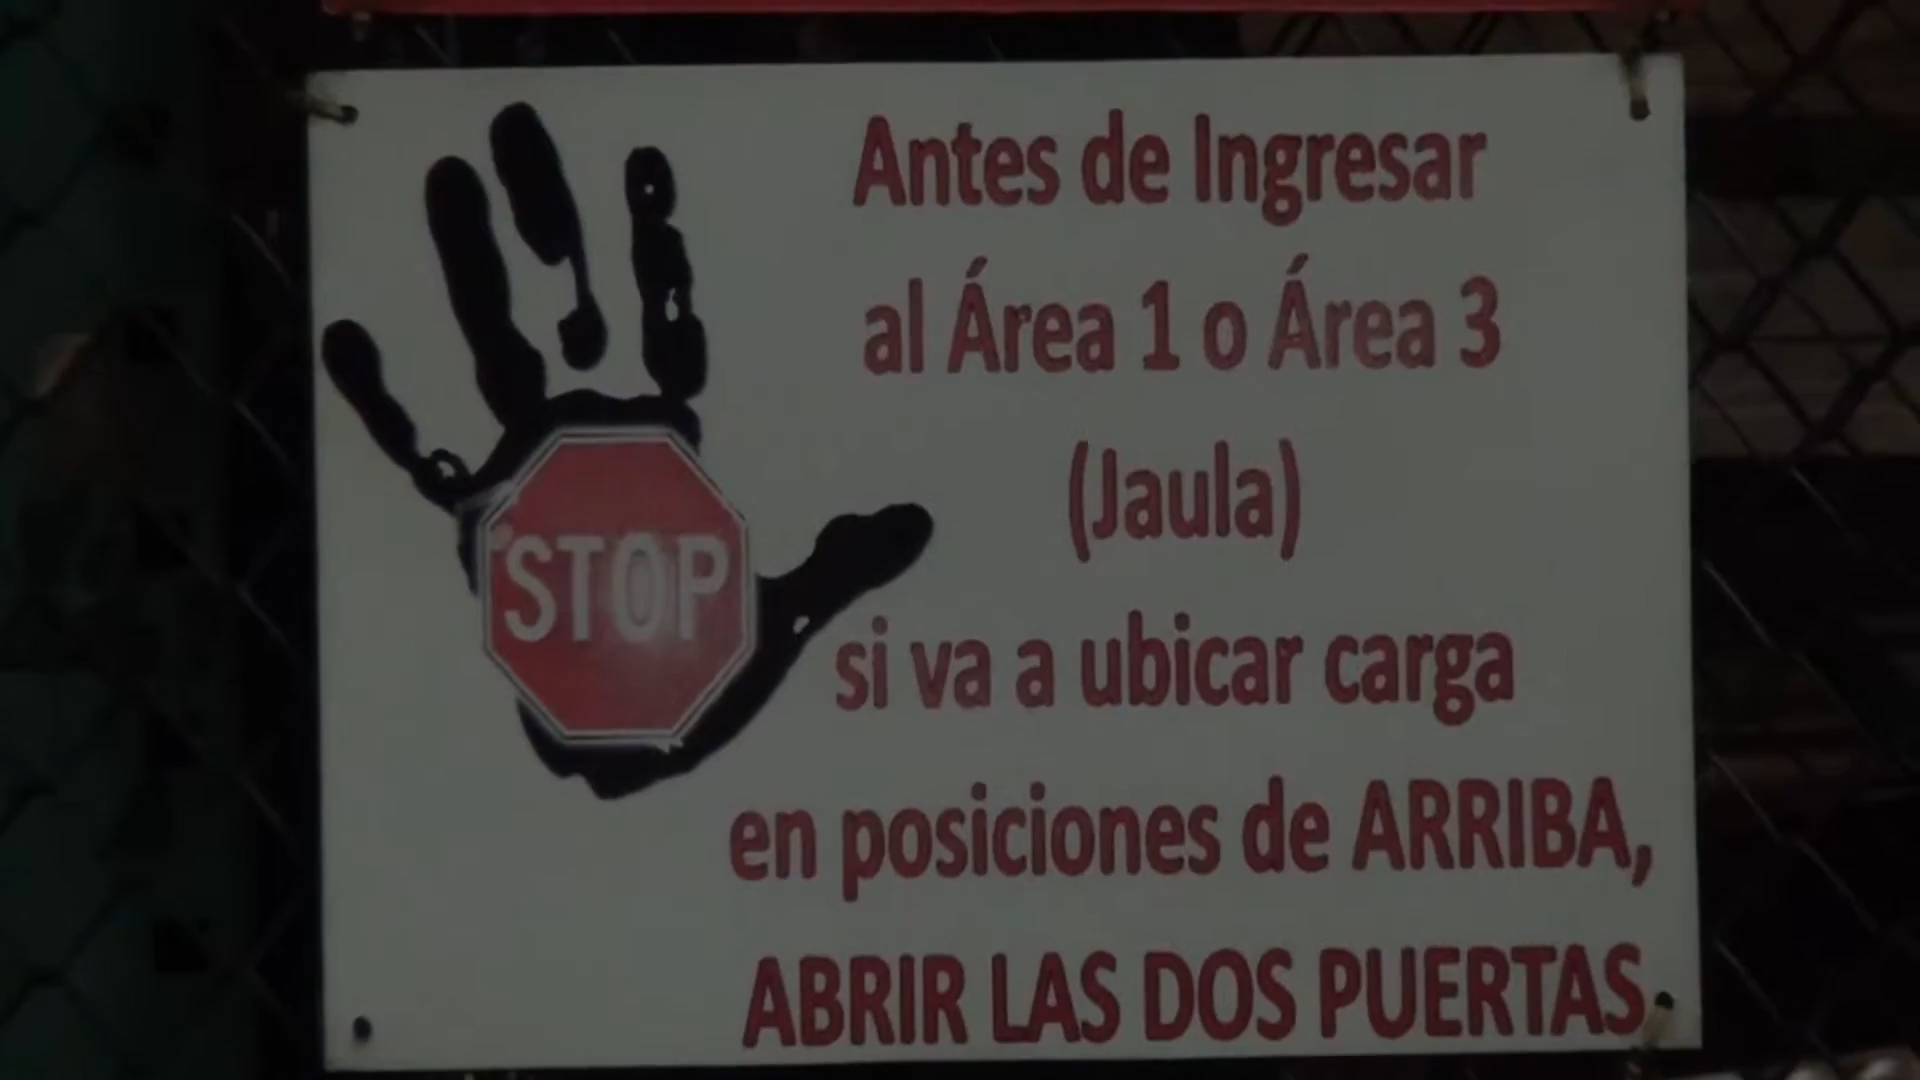 STOP
Antes de Ingresar
al Área 1 o Área 3
(Jaula)
si va a ubicar carga
en posiciones de ARRIBA,
ABRIR LAS DOS PUERTAS